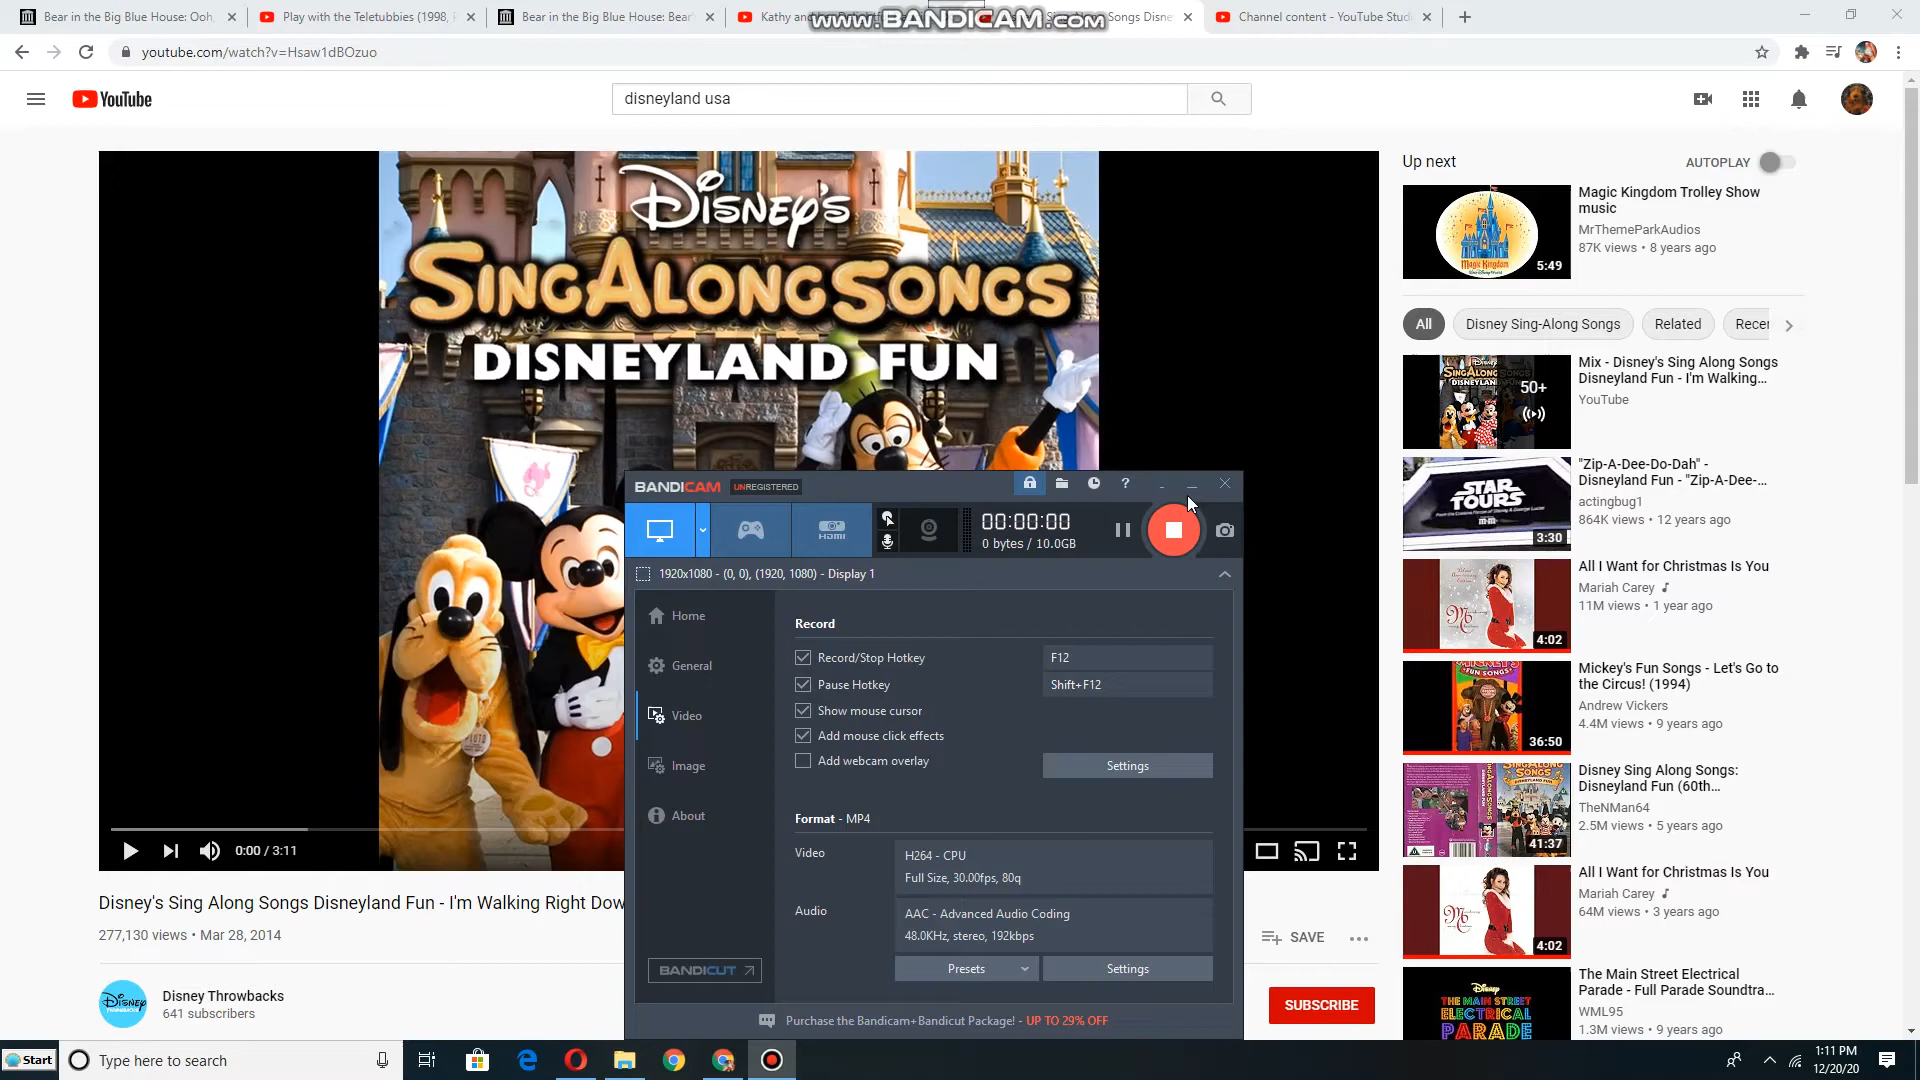 Bear in the Big Blue House: Ooh,
Play with the Teletubbies (1998,
Bear in the Big Blue House: Bear'
Kathy and
Songs Disne
Channel content - YouTube Stud
www.BANDICAM.com
youtube.com/watch?v=Hsaw1dBOzuo
YouTube
disneyland usa
Disney's
SING ALONG SONGS
DISNEYLAND FUN
Up next
AUTOPLAY
Magic Kingdom Trolley Show
music
MrThemeParkAudios
87K views • 8 years ago
Magic Kingdom
5:49
All
Disney Sing-Along Songs
Related
Recer
Mix - Disney's Sing Along Songs
Disneyland Fun - I'm Walking...
YouTube
50+
"Zip-A-Dee-Do-Dah" -
Disneyland Fun - "Zip-A-Dee-...
actingbug1
864K views • 12 years ago
STAR
TOURS
3:30
All I Want for Christmas Is You
Mariah Carey
11M views • 1 year ago
4:02
Mickey's Fun Songs - Let's Go to
the Circus! (1994)
Andrew Vickers
4.4M views • 9 years ago
36:50
Disney Sing Along Songs:
Disneyland Fun (60th...
TheNMan64
2.5M views • 5 years ago
41:37
All I Want for Christmas Is You
Mariah Carey
64M views • 3 years ago
4:02
The Main Street Electrical
Parade - Full Parade Soundtra...
WML95
1.3M views • 9 years ago
Disney
THE MAIN STREET
ELECTRICAL
PARADE
BANDICAM
UNREGISTERED
HDMI
00:00:00
0 bytes / 10.0GB
1920x1080 - (0, 0), (1920, 1080) - Display 1
Home
General
Video
Image
About
BANDICUT
Record
Record/Stop Hotkey
F12
Pause Hotkey
Shift+F12
Show mouse cursor
Add mouse click effects
Add webcam overlay
Settings
Format - MP4
Video
H264 - CPU
Full Size, 30.00fps, 80q
Audio
AAC - Advanced Audio Coding
48.0KHz, stereo, 192kbps
Presets
Settings
Purchase the Bandicam+Bandicut Package! - UP TO 29% OFF
0:00 / 3:11
Disney's Sing Along Songs Disneyland Fun - I'm Walking Right Dow
277,130 views • Mar 28, 2014
SAVE
Disney Throwbacks
641 subscribers
SUBSCRIBE
Start
Type here to search
1:11 PM
12/20/20